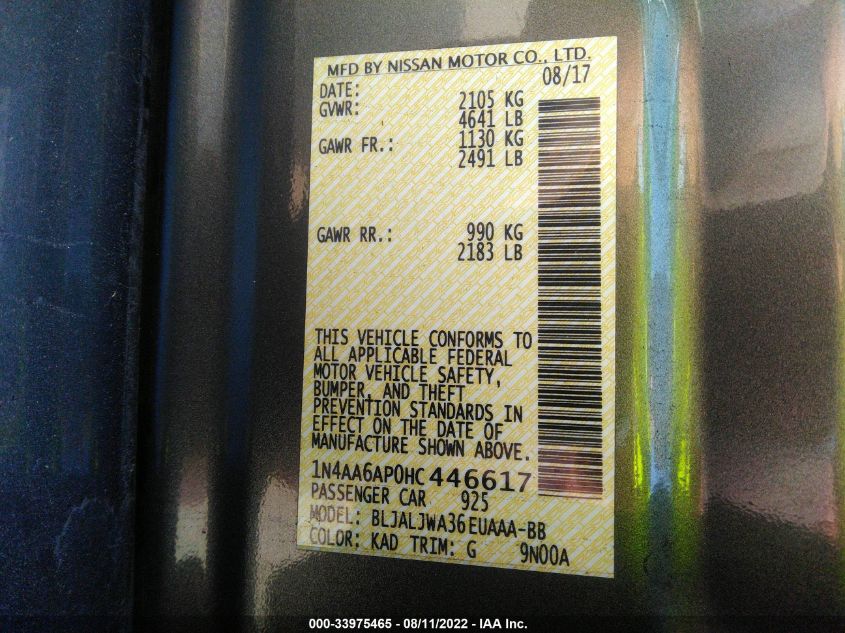 MFD BY NISSAN MOTOR CO., LTD.
DATE: 08/17
GVWR: 2105 KG
4641 LB
GAWR FR.: 1130 KG
2491 LB
GAWR RR.: 990 KG
2183 LB
THIS VEHICLE CONFORMS TO
ALL APPLICABLE FEDERAL
MOTOR VEHICLE SAFETY,
BUMPER, AND THEFT
PREVENTION STANDARDS IN
EFFECT ON THE DATE OF
MANUFACTURE SHOWN ABOVE.
1N4AA6AP0HC446617
PASSENGER CAR 925
MODEL: BLJALJWA36EUAAA-BB
COLOR: KAD TRIM: G 9N00A
000-33975465 - 08/11/2022 - IAA Inc.